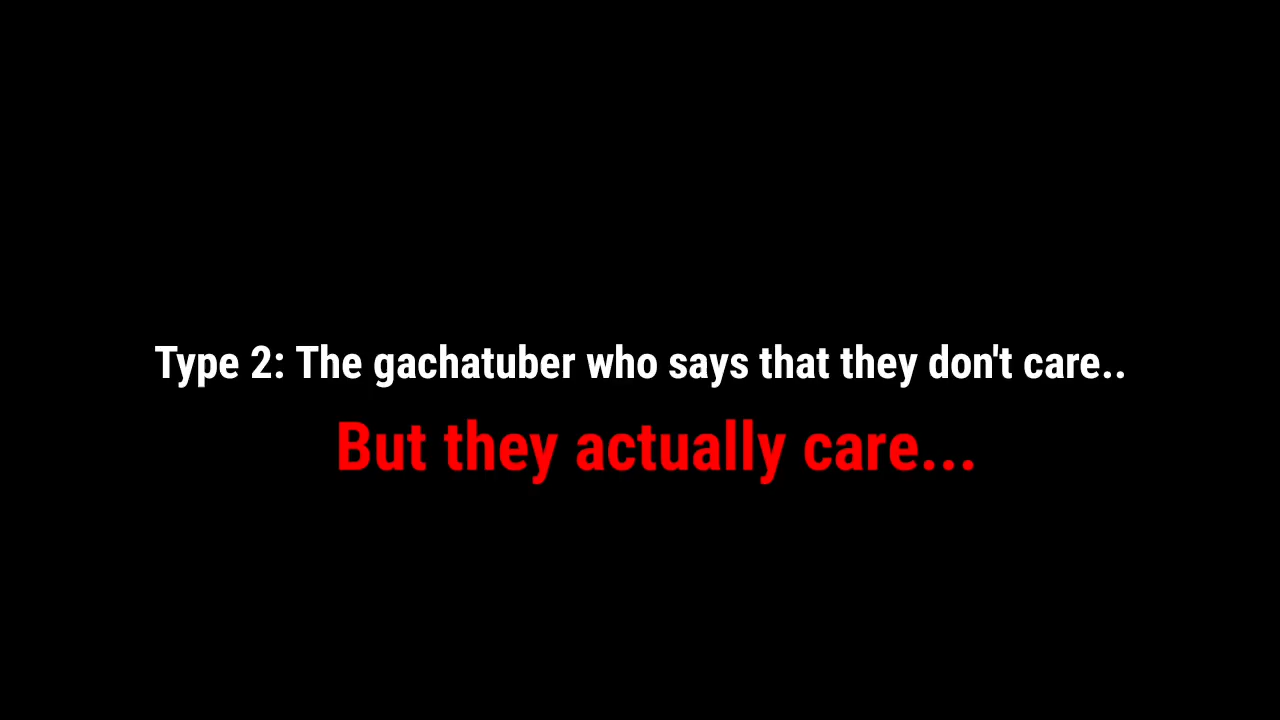 Type 2: The gachatuber who says that they don't care..
But they actually care...